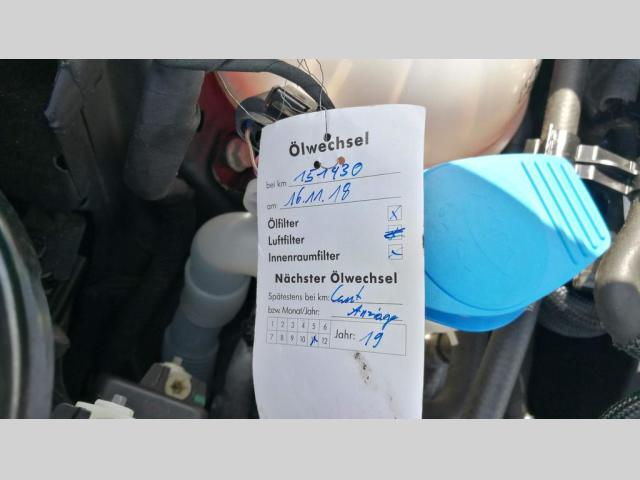 Ölwechsel
bei km 151430
am 16.11.18
Ölfilter x
Luftfilter
Innenraumfilter x
Nächster Ölwechsel
Spätestens bei km: Laut
bzw. Monat/Jahr: Anzeige
1 2 3 4 5 6
7 8 9 10 x 12 Jahr: 19